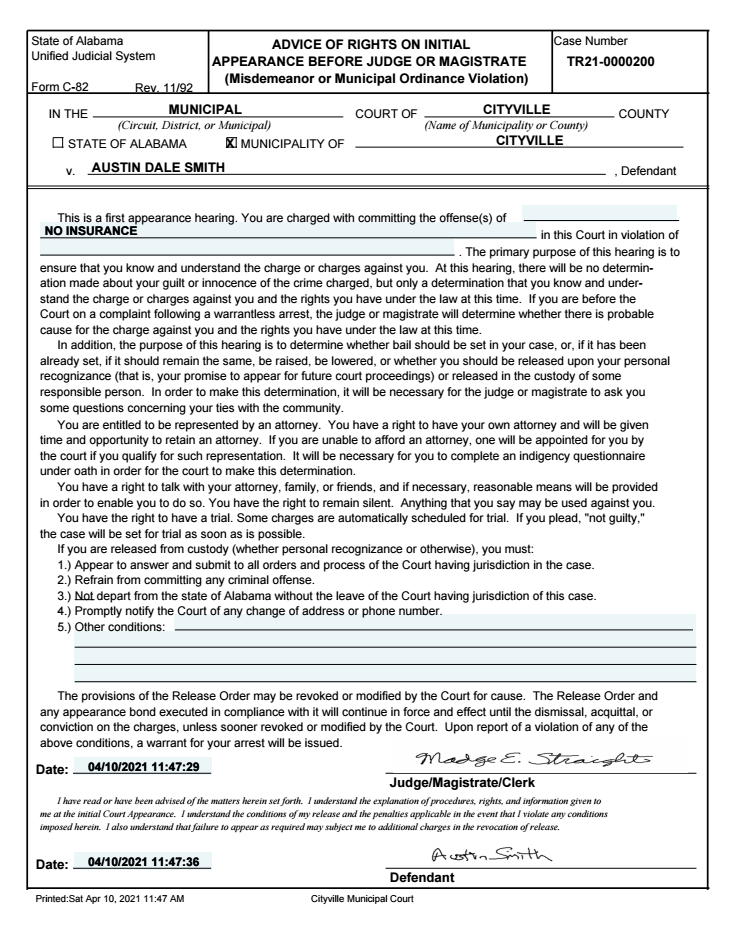 State of Alabama
Unified Judicial System
Form C-82 Rev. 11/92
ADVICE OF RIGHTS ON INITIAL
APPEARANCE BEFORE JUDGE OR MAGISTRATE
(Misdemeanor or Municipal Ordinance Violation)
Case Number
TR21-0000200
IN THE MUNICIPAL COURT OF CITYVILLE COUNTY
(Circuit, District, or Municipal) (Name of Municipality or County)
☐ STATE OF ALABAMA ☒ MUNICIPALITY OF CITYVILLE
v. AUSTIN DALE SMITH , Defendant
This is a first appearance hearing. You are charged with committing the offense(s) of
NO INSURANCE in this Court in violation of
. The primary purpose of this hearing is to
ensure that you know and understand the charge or charges against you. At this hearing, there will be no determin-
ation made about your guilt or innocence of the crime charged, but only a determination that you know and under-
stand the charge or charges against you and the rights you have under the law at this time. If you are before the
Court on a complaint following a warrantless arrest, the judge or magistrate will determine whether there is probable
cause for the charge against you and the rights you have under the law at this time.
In addition, the purpose of this hearing is to determine whether bail should be set in your case, or, if it has been
already set, if it should remain the same, be raised, be lowered, or whether you should be released upon your personal
recognizance (that is, your promise to appear for future court proceedings) or released in the custody of some
responsible person. In order to make this determination, it will be necessary for the judge or magistrate to ask you
some questions concerning your ties with the community.
You are entitled to be represented by an attorney. You have a right to have your own attorney and will be given
time and opportunity to retain an attorney. If you are unable to afford an attorney, one will be appointed for you by
the court if you qualify for such representation. It will be necessary for you to complete an indigency questionnaire
under oath in order for the court to make this determination.
You have a right to talk with your attorney, family, or friends, and if necessary, reasonable means will be provided
in order to enable you to do so. You have the right to remain silent. Anything that you say may be used against you.
You have the right to have a trial. Some charges are automatically scheduled for trial. If you plead, "not guilty,"
the case will be set for trial as soon as is possible.
If you are released from custody (whether personal recognizance or otherwise), you must:
1.) Appear to answer and submit to all orders and process of the Court having jurisdiction in the case.
2.) Refrain from committing any criminal offense.
3.) Not depart from the state of Alabama without the leave of the Court having jurisdiction of this case.
4.) Promptly notify the Court of any change of address or phone number.
5.) Other conditions:
The provisions of the Release Order may be revoked or modified by the Court for cause. The Release Order and
any appearance bond executed in compliance with it will continue in force and effect until the dismissal, acquittal, or
conviction on the charges, unless sooner revoked or modified by the Court. Upon report of a violation of any of the
above conditions, a warrant for your arrest will be issued.
Date: 04/10/2021 11:47:29 Madge E. Straight
Judge/Magistrate/Clerk
I have read or have been advised of the matters herein set forth. I understand the explanation of procedures, rights, and information given to
me at the initial Court Appearance. I understand the conditions of my release and the penalties applicable in the event that I violate any conditions
imposed herein. I also understand that failure to appear as required may subject me to additional charges in the revocation of release.
Date: 04/10/2021 11:47:36 Austin Smith
Defendant
Printed:Sat Apr 10, 2021 11:47 AM Cityville Municipal Court